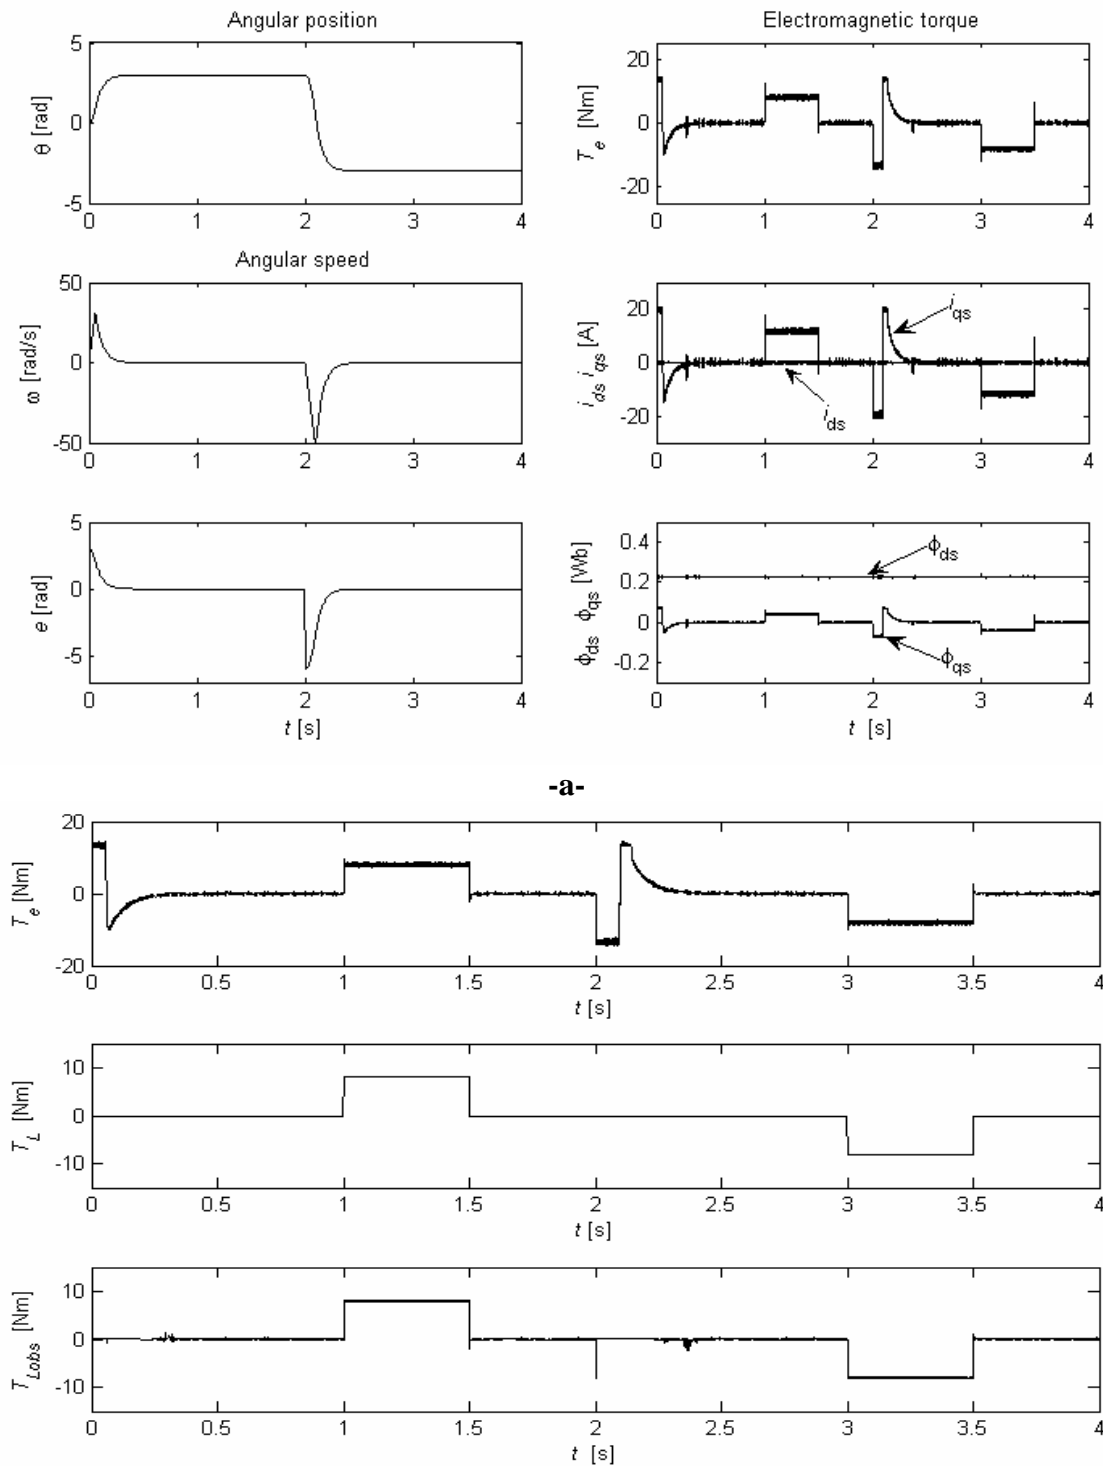 Angular position
5
0
-5
θ [rad]
0 1 2 3 4
Electromagnetic torque
20
0
-20
T_e [Nm]
0 1 2 3 4
Angular speed
50
0
-50
ω [rad/s]
0 1 2 3 4
20
0
-20
i_ds i_qs [A]
i_qs
i_ds
0 1 2 3 4
5
0
-5
e [rad]
0 1 2 3 4
t [s]
0.4
0.2
0
-0.2
ϕ_ds ϕ_qs [Wb]
ϕ_ds
ϕ_qs
0 1 2 3 4
t [s]
-a-
20
0
-20
T_e [Nm]
0 0.5 1 1.5 2 2.5 3 3.5 4
t [s]
10
0
-10
T_L [Nm]
0 0.5 1 1.5 2 2.5 3 3.5 4
t [s]
10
0
-10
T_Lobs [Nm]
0 0.5 1 1.5 2 2.5 3 3.5 4
t [s]